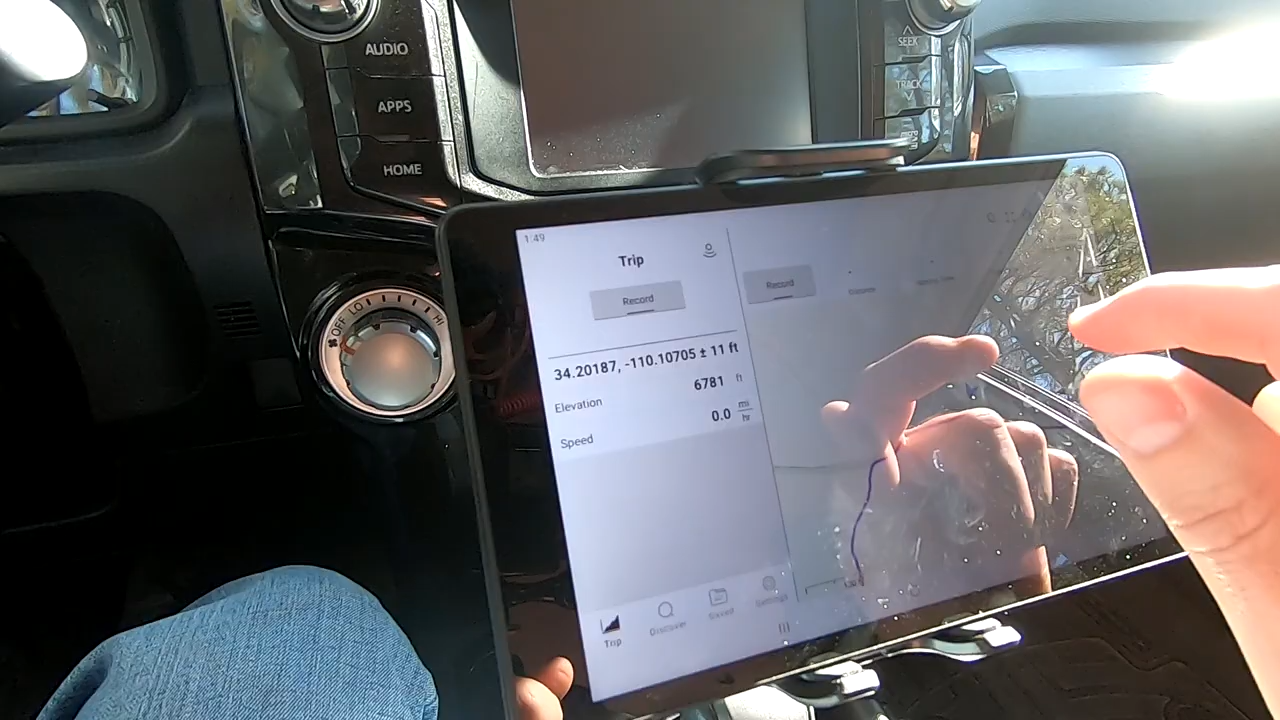 AUDIO
APPS
HOME
SEEK
TRACK
OFF LO HI
1:49
Trip
Record
Record
34.20187, -110.10705 ± 11 ft
Elevation 6781 ft
Speed 0.0 mi hr
Trip Discover Saved Settings